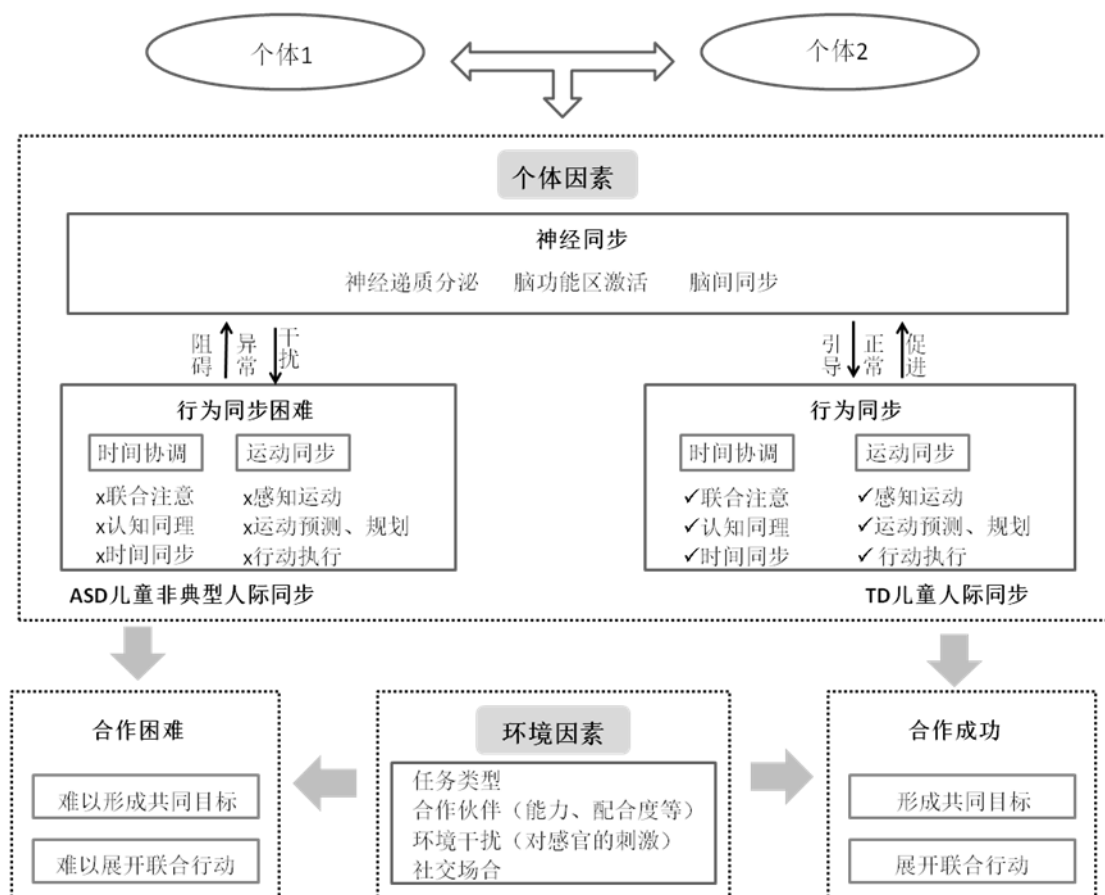 个体1
个体2
个体因素
神经同步
神经递质分泌 脑功能区激活 脑间同步
阻碍
异常
干扰
引导
正常
促进
行为同步困难
时间协调 运动同步
x联合注意 x感知运动
x认知同理 x运动预测、规划
x时间同步 x行动执行
ASD儿童非典型人际同步
行为同步
时间协调 运动同步
✓联合注意 ✓感知运动
✓认知同理 ✓运动预测、规划
✓时间同步 ✓行动执行
TD儿童人际同步
合作困难
难以形成共同目标
难以展开联合行动
环境因素
任务类型
合作伙伴（能力、配合度等）
环境干扰（对感官的刺激）
社交场合
合作成功
形成共同目标
展开联合行动